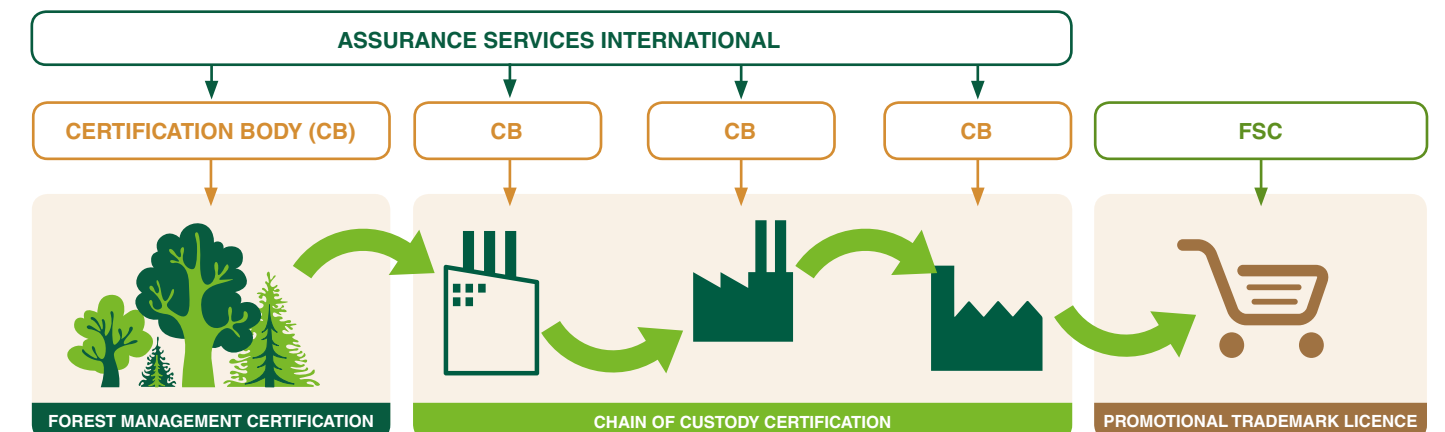 ASSURANCE SERVICES INTERNATIONAL
CERTIFICATION BODY (CB)
CB
CB
CB
FSC
FOREST MANAGEMENT CERTIFICATION
CHAIN OF CUSTODY CERTIFICATION
PROMOTIONAL TRADEMARK LICENCE